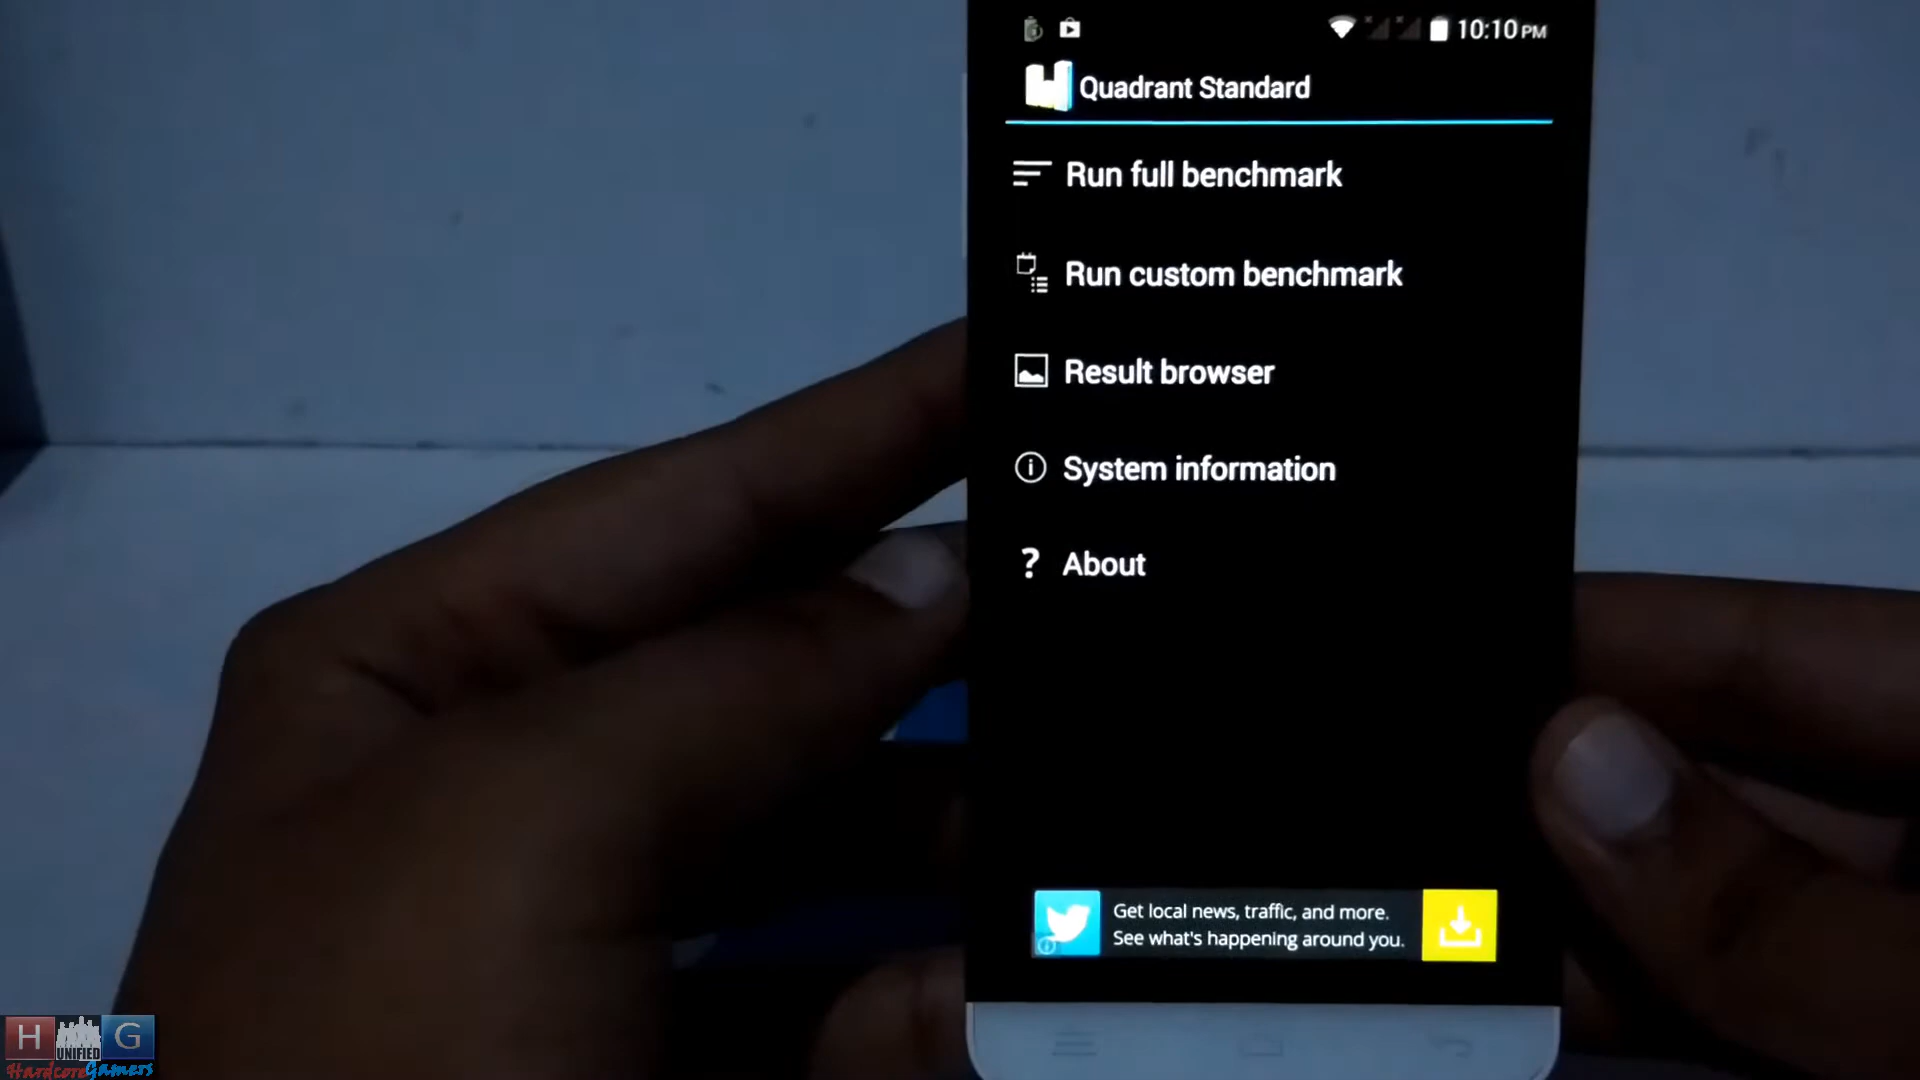 10:10 PM
Quadrant Standard
Run full benchmark
Run custom benchmark
Result browser
System information
? About
Get local news, traffic, and more.
See what's happening around you.
H G
UNIFIED
HardcoreGamers